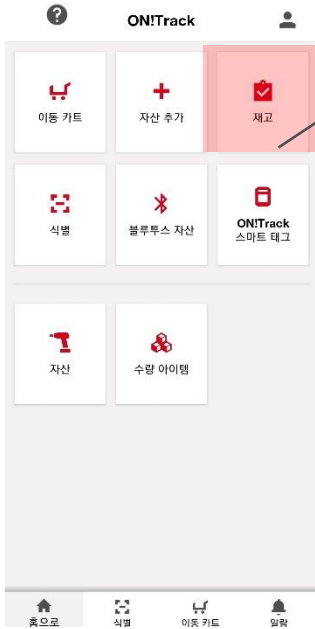 ON!Track
이동 카트
자산 추가
재고
식별
블루투스 자산
ON!Track
스마트 태그
자산
수량 아이템
홈으로
식별
이동 카트
알람